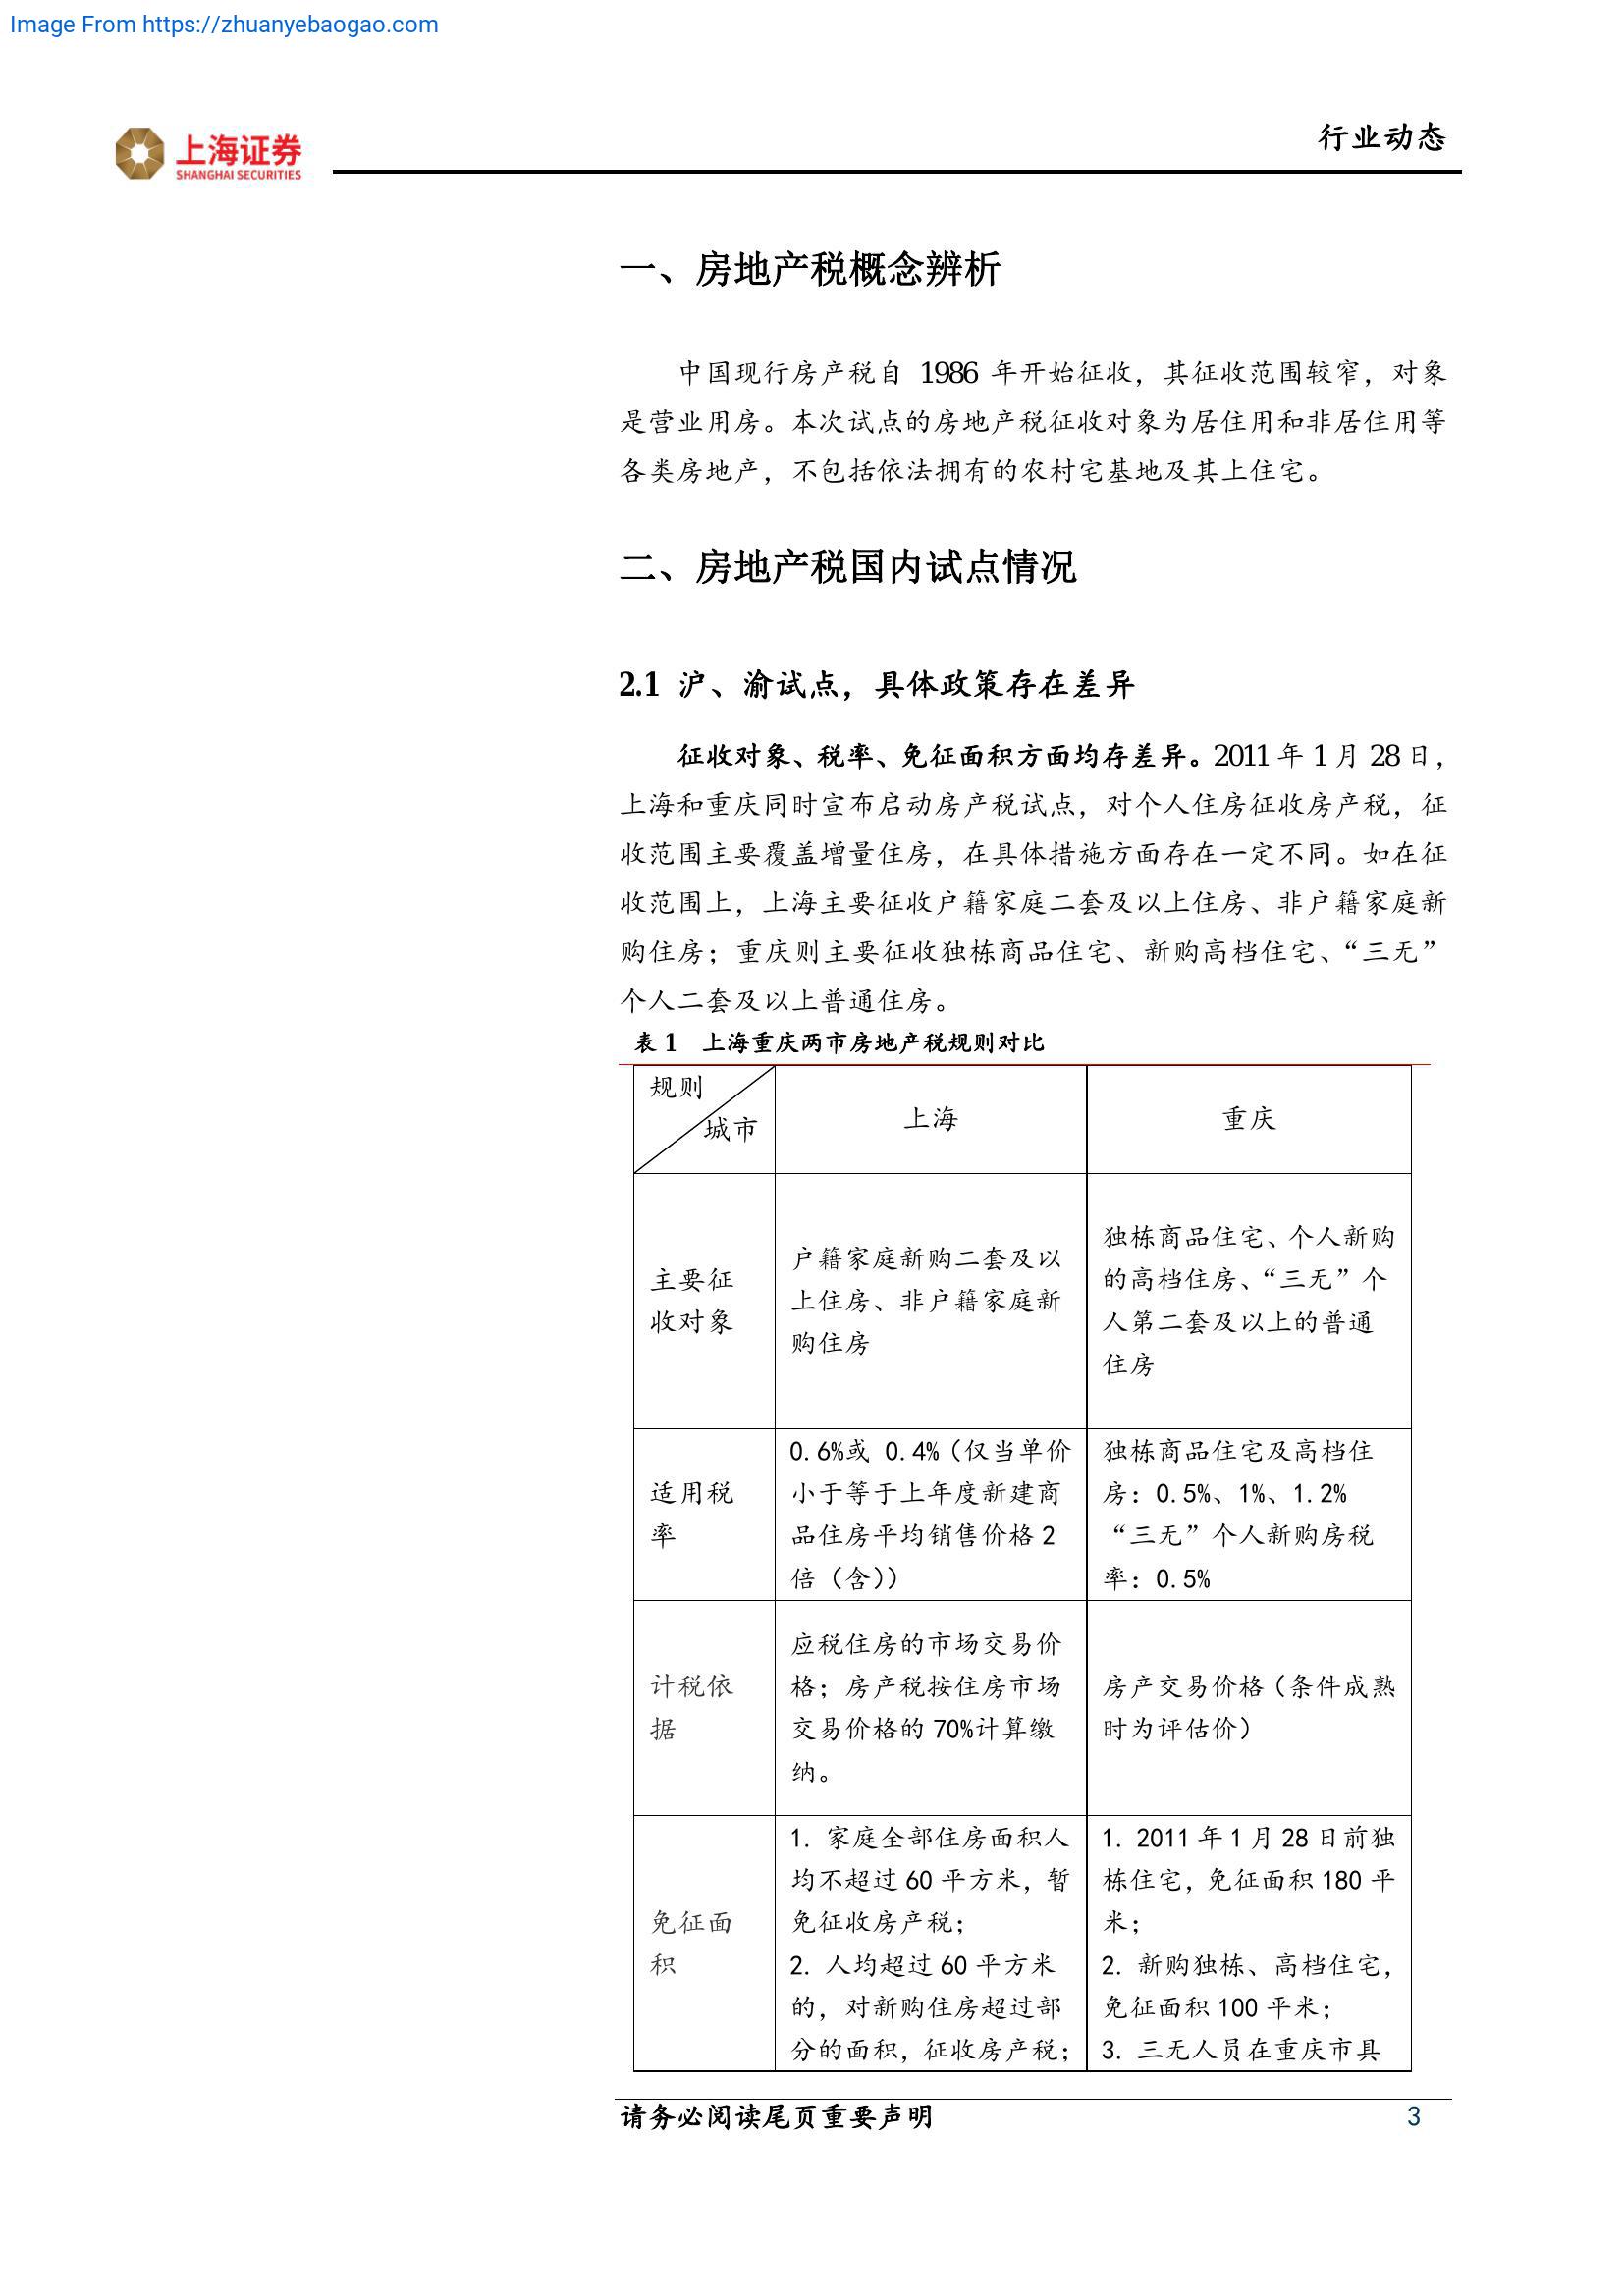 Image From https://zhuanyebaogao.com
上海证券
SHANGHAI SECURITIES
行业动态
一、房地产税概念辨析
中国现行房产税自 1986 年开始征收，其征收范围较窄，对象
是营业用房。本次试点的房地产税征收对象为居住用和非居住用等
各类房地产，不包括依法拥有的农村宅基地及其上住宅。
二、房地产税国内试点情况
2.1 沪、渝试点，具体政策存在差异
征收对象、税率、免征面积方面均存差异。2011 年 1 月 28 日，
上海和重庆同时宣布启动房产税试点，对个人住房征收房产税，征
收范围主要覆盖增量住房，在具体措施方面存在一定不同。如在征
收范围上，上海主要征收户籍家庭二套及以上住房、非户籍家庭新
购住房；重庆则主要征收独栋商品住宅、新购高档住宅、“三无”
个人二套及以上普通住房。
表 1 上海重庆两市房地产税规则对比
规则
城市
上海
重庆
主要征
收对象
户籍家庭新购二套及以
上住房、非户籍家庭新
购住房
独栋商品住宅、个人新购
的高档住房、“三无”个
人第二套及以上的普通
住房
适用税
率
0.6%或 0.4%（仅当单价
小于等于上年度新建商
品住房平均销售价格 2
倍（含））
独栋商品住宅及高档住
房：0.5%、1%、1.2%
“三无”个人新购房税
率：0.5%
计税依
据
应税住房的市场交易价
格；房产税按住房市场
交易价格的 70%计算缴
纳。
房产交易价格（条件成熟
时为评估价）
免征面
积
1. 家庭全部住房面积人
均不超过 60 平方米，暂
免征收房产税；
2. 人均超过 60 平方米
的，对新购住房超过部
分的面积，征收房产税；
1. 2011 年 1 月 28 日前独
栋住宅，免征面积 180 平
米；
2. 新购独栋、高档住宅，
免征面积 100 平米；
3. 三无人员在重庆市具
请务必阅读尾页重要声明
3